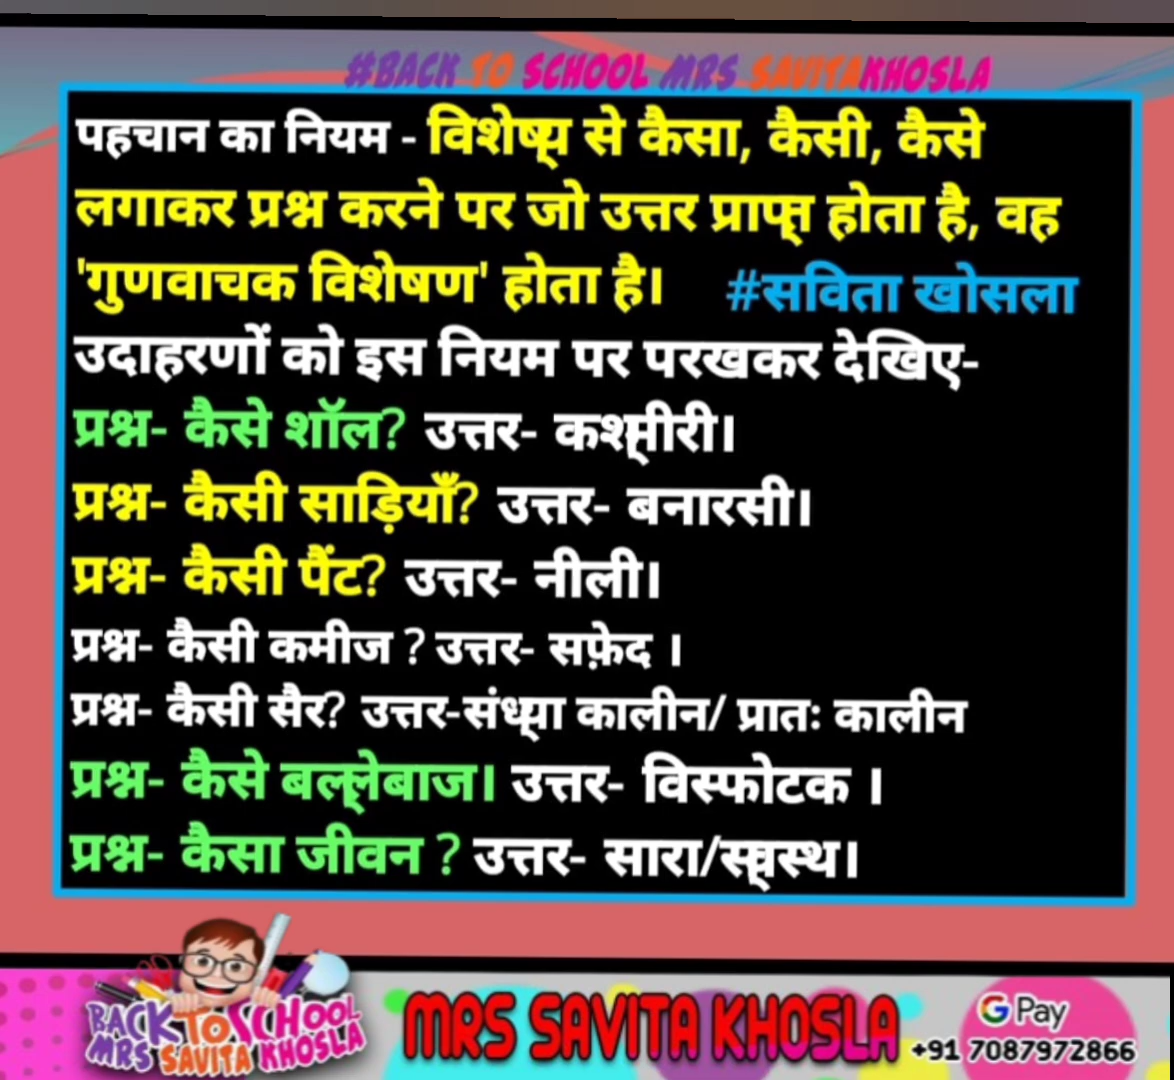 #BACK TO SCHOOL MRS SAVITAKHOSLA
पहचान का नियम - विशेष्य से कैसा, कैसी, कैसे
लगाकर प्रश्न करने पर जो उत्तर प्राप्त होता है, वह
'गुणवाचक विशेषण' होता है। #सविता खोसला
उदाहरणों को इस नियम पर परखकर देखिए-
प्रश्न- कैसे शॉल? उत्तर- कश्मीरी।
प्रश्न- कैसी साड़ियाँ? उत्तर- बनारसी।
प्रश्न- कैसी पैंट? उत्तर- नीली।
प्रश्न- कैसी कमीज ? उत्तर- सफ़ेद ।
प्रश्न- कैसी सैर? उत्तर-संध्या कालीन/ प्रातः कालीन
प्रश्न- कैसे बल्लेबाज। उत्तर- विस्फोटक ।
प्रश्न- कैसा जीवन ? उत्तर- सारा/स्वस्थ।
BACK TO SCHOOL
MRS SAVITA KHOSLA
MRS SAVITA KHOSLA
G Pay
+91 7087972866